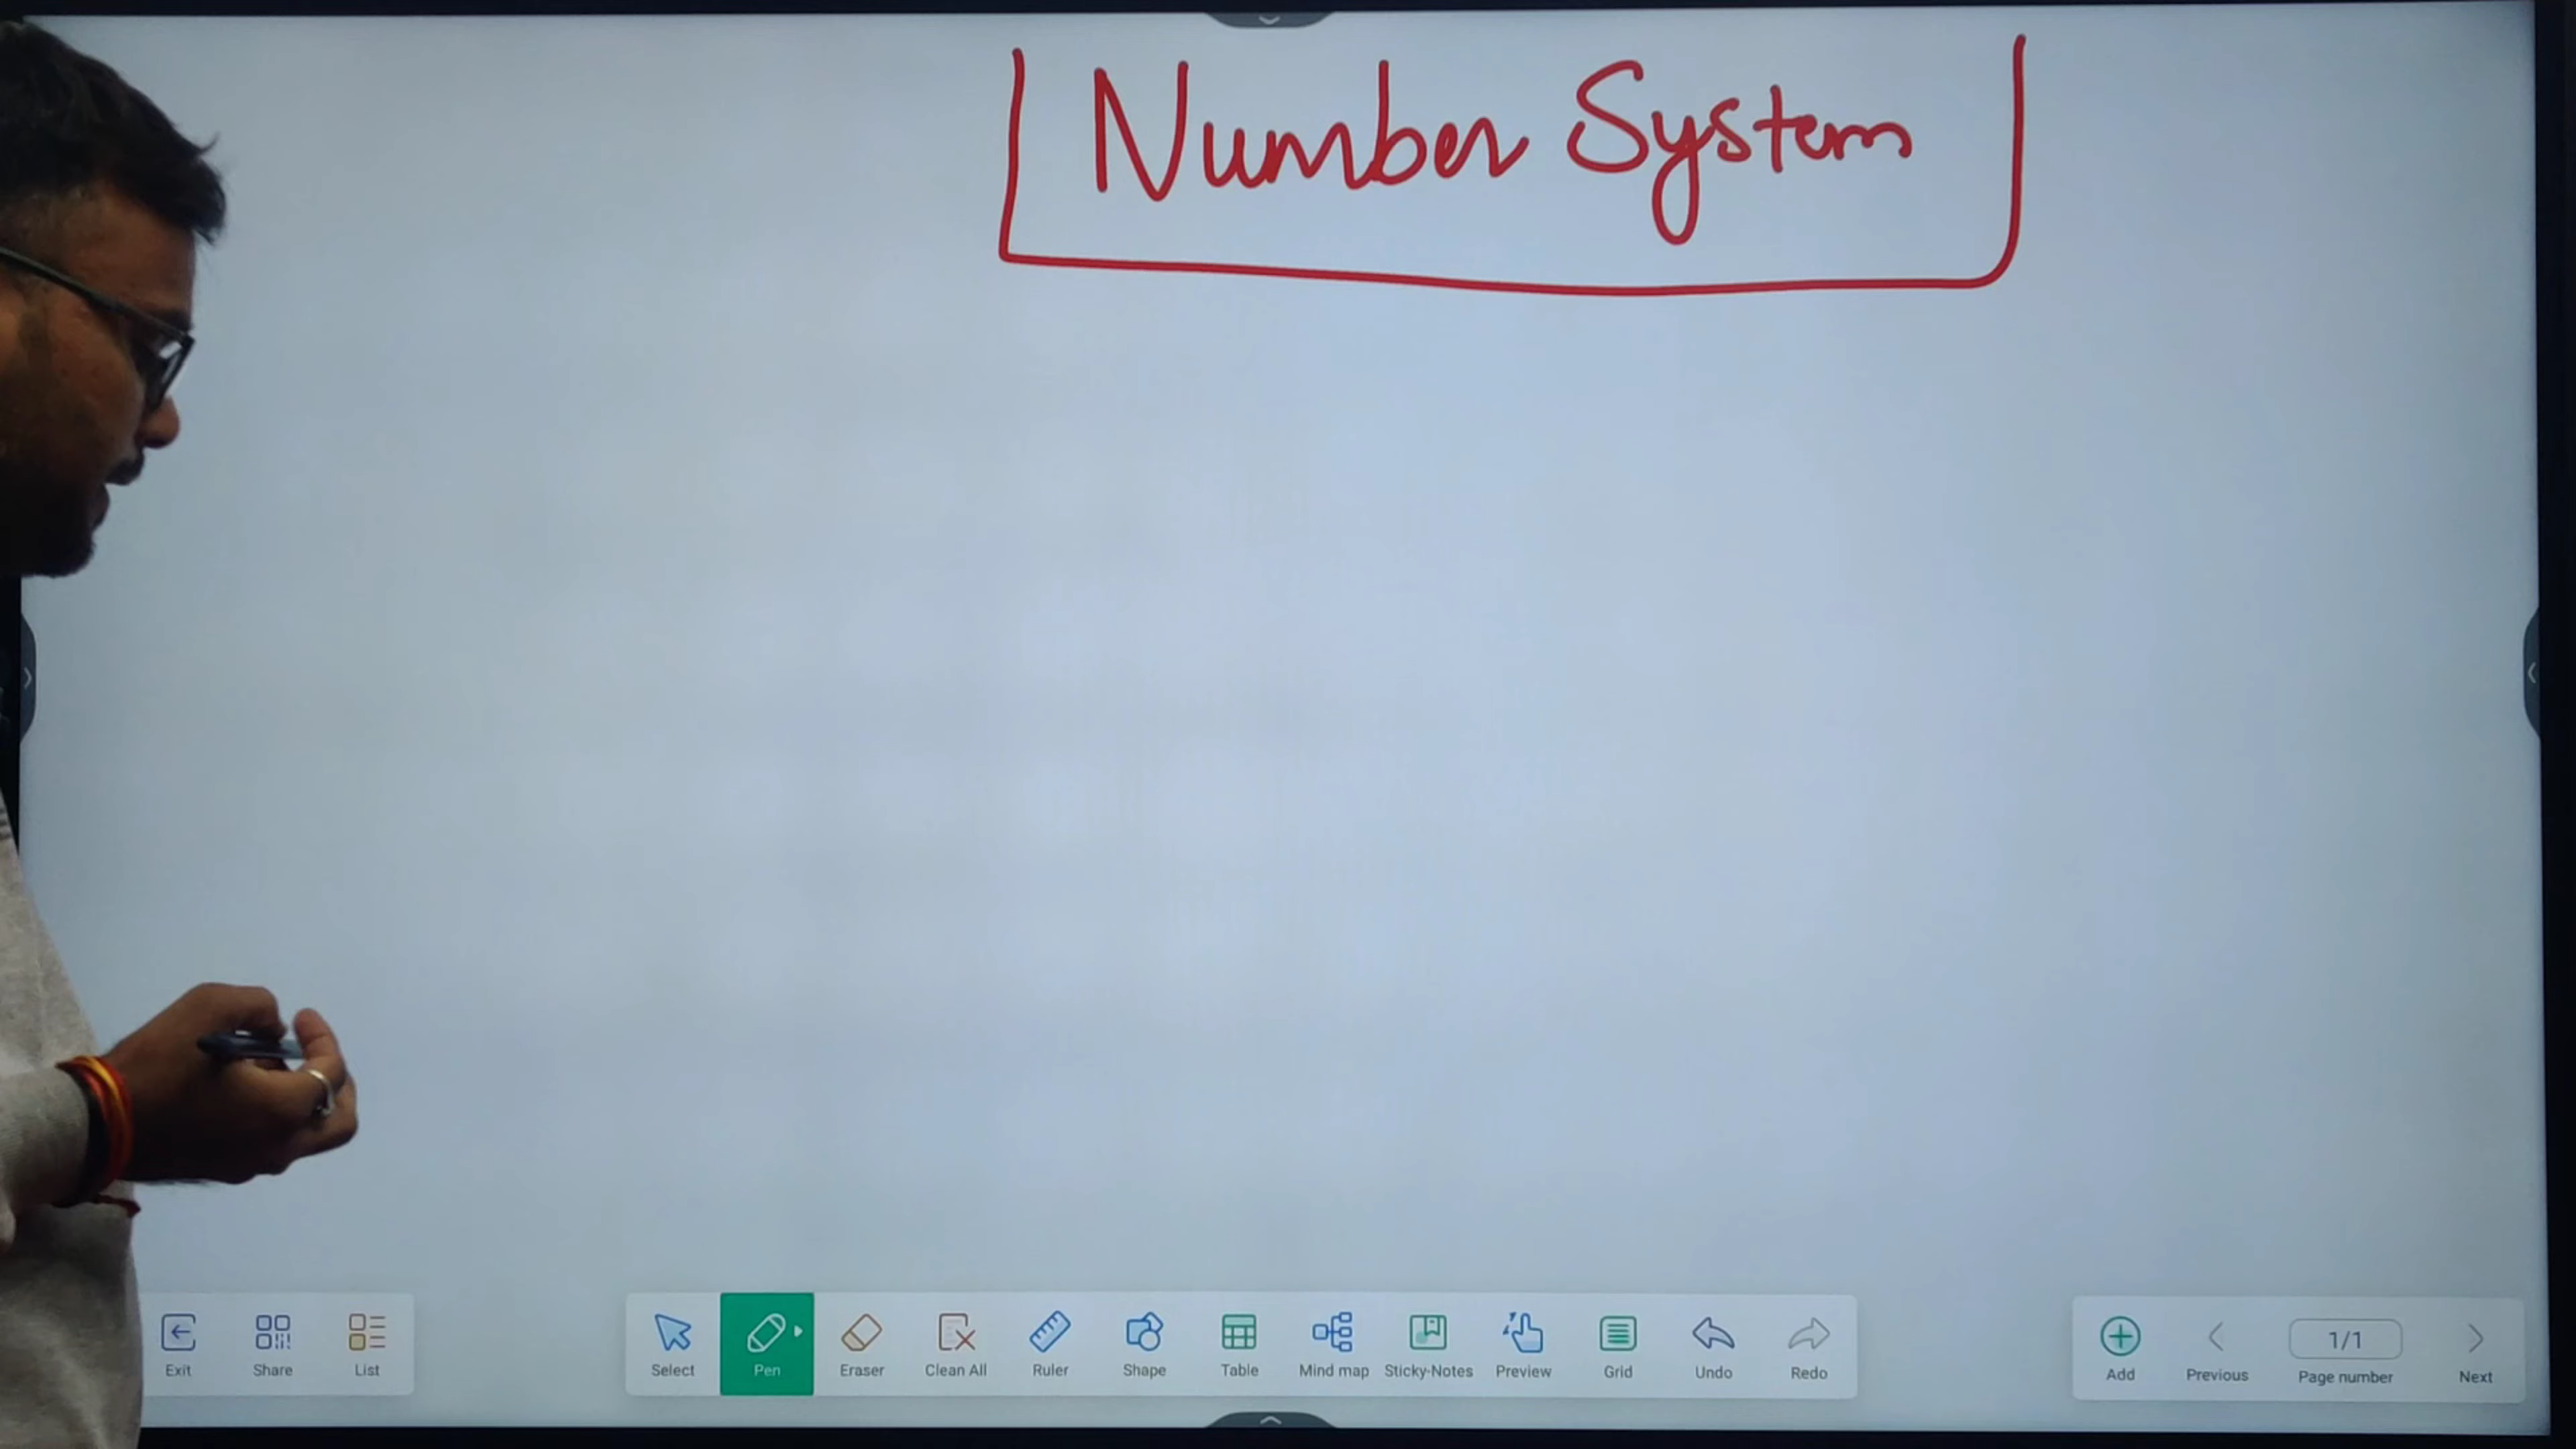 Number System
Exit Share List
Select Pen Eraser Clean All Ruler Shape Table Mind map Sticky-Notes Preview Grid Undo Redo
1/1
Add Previous Page number Next